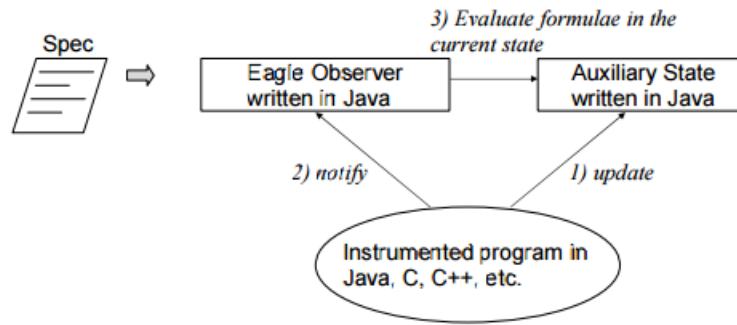 3) Evaluate formulae in the
current state
Spec
Eagle Observer
written in Java
Auxiliary State
written in Java
2) notify
1) update
Instrumented program in
Java, C, C++, etc.